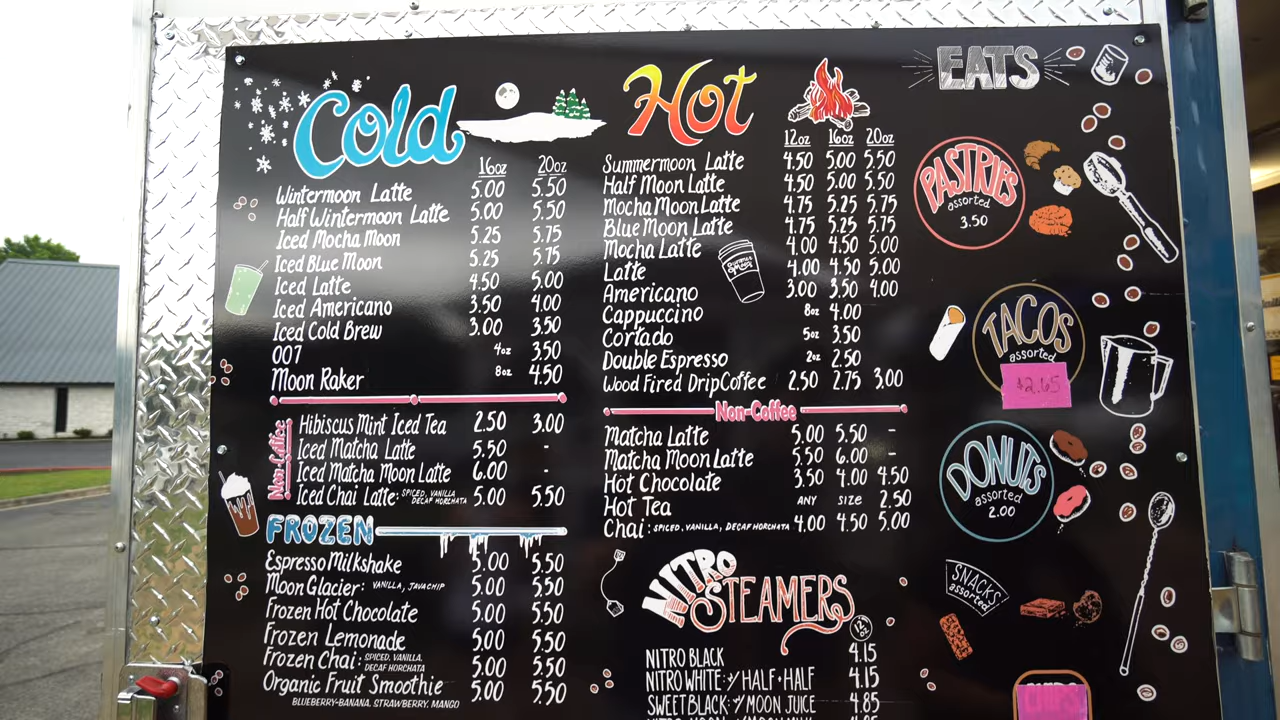 Cold
16oz 20oz
Wintermoon Latte 5.00 5.50
Half Wintermoon Latte 5.00 5.50
Iced Mocha Moon 5.25 5.75
Iced Blue Moon 5.25 5.75
Iced Latte 4.50 5.00
Iced Americano 3.50 4.00
Iced Cold Brew 3.00 3.50
007 4oz 3.50
Moon Raker 8oz 4.50
Non-Coffee
Hibiscus Mint Iced Tea 2.50 3.00
Iced Matcha Latte 5.50 -
Iced Matcha Moon Latte 6.00 -
Iced Chai Latte: SPICED, VANILLA 5.00 5.50
DECAF HORCHATA
FROZEN
Espresso Milkshake 5.00 5.50
Moon Glacier: VANILLA, JAVA CHIP 5.00 5.50
Frozen Hot Chocolate 5.00 5.50
Frozen Lemonade 5.00 5.50
Frozen Chai: SPICED, VANILLA, 5.00 5.50
DECAF HORCHATA
Organic Fruit Smoothie 5.00 5.50
BLUEBERRY-BANANA, STRAWBERRY, MANGO
Hot
12oz 16oz 20oz
Summermoon Latte 4.50 5.00 5.50
Half Moon Latte 4.50 5.00 5.50
Mocha Moon Latte 4.75 5.25 5.75
Blue Moon Latte 4.75 5.25 5.75
Mocha Latte 4.00 4.50 5.00
Latte 4.00 4.50 5.00
Americano 3.00 3.50 4.00
Cappuccino 8oz 4.00
Cortado 5oz 3.50
Double Espresso 2oz 2.50
Wood Fired Drip Coffee 2.50 2.75 3.00
Non-Coffee
Matcha Latte 5.00 5.50 -
Matcha Moon Latte 5.50 6.00 -
Hot Chocolate 3.50 4.00 4.50
Hot Tea ANY SIZE 2.50
Chai: SPICED, VANILLA, DECAF HORCHATA 4.00 4.50 5.00
NITRO
STEAMERS
12 oz
NITRO BLACK 4.15
NITRO WHITE: w/ HALF + HALF 4.15
SWEET BLACK: w/ MOON JUICE 4.85
EATS
PASTRIES
assorted
3.50
TACOS
assorted
$2.65
DONUTS
assorted
2.00
SNACKS
assorted